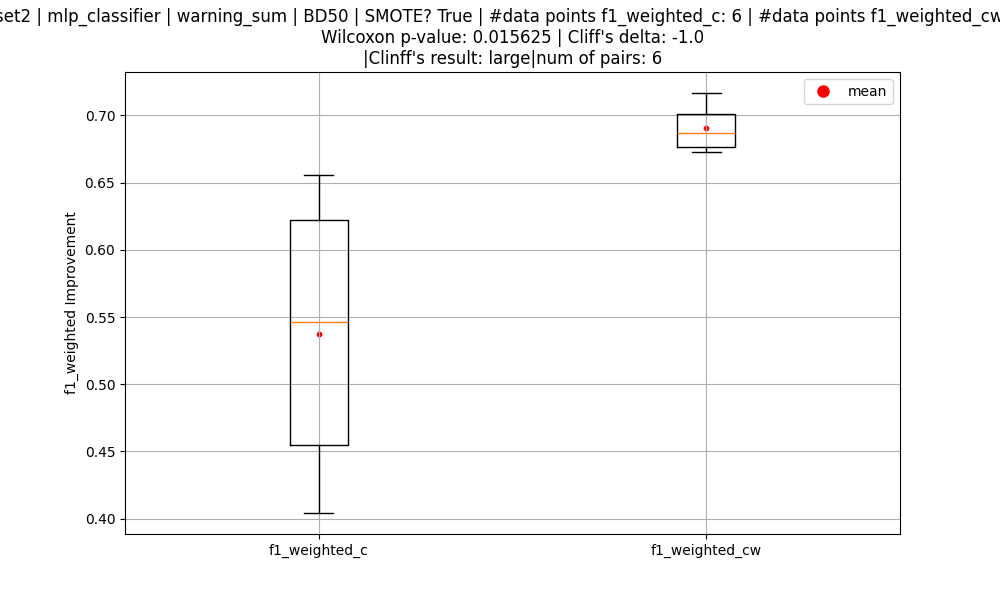 set2 | mlp_classifier | warning_sum | BD50 | SMOTE? True | #data points f1_weighted_c: 6 | #data points f1_weighted_cw
Wilcoxon p-value: 0.015625 | Cliff's delta: -1.0
|Clinff's result: large|num of pairs: 6
mean
0.70
0.65
0.60
0.55
0.50
0.45
0.40
f1_weighted Improvement
f1_weighted_c
f1_weighted_cw